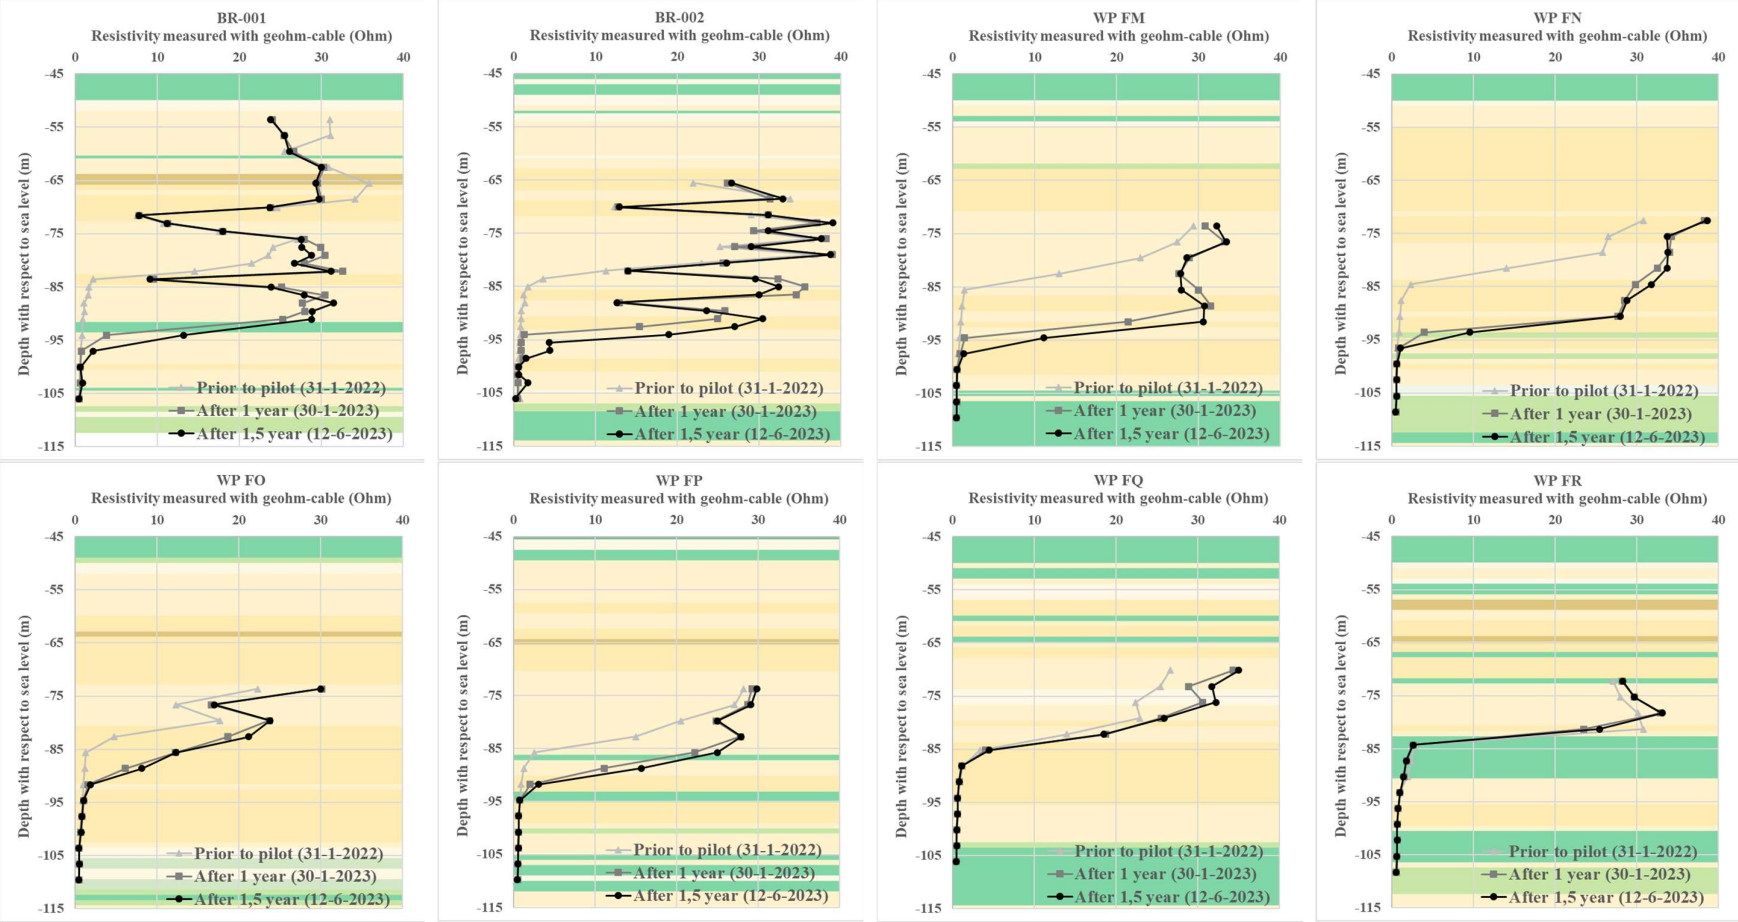 BR-001
Resistivity measured with geohm-cable (Ohm)
0 10 20 30 40
Depth with respect to sea level (m)
-45
-55
-65
-75
-85
-95
-105
-115
Prior to pilot (31-1-2022)
After 1 year (30-1-2023)
After 1,5 year (12-6-2023)
BR-002
Resistivity measured with geohm-cable (Ohm)
0 10 20 30 40
Depth with respect to sea level (m)
-45
-55
-65
-75
-85
-95
-105
-115
Prior to pilot (31-1-2022)
After 1 year (30-1-2023)
After 1,5 year (12-6-2023)
WP FM
Resistivity measured with geohm-cable (Ohm)
0 10 20 30 40
Depth with respect to sea level (m)
-45
-55
-65
-75
-85
-95
-105
-115
Prior to pilot (31-1-2022)
After 1 year (30-1-2023)
After 1,5 year (12-6-2023)
WP FN
Resistivity measured with geohm-cable (Ohm)
0 10 20 30 40
Depth with respect to sea level (m)
-45
-55
-65
-75
-85
-95
-105
-115
Prior to pilot (31-1-2022)
After 1 year (30-1-2023)
After 1,5 year (12-6-2023)
WP FO
Resistivity measured with geohm-cable (Ohm)
0 10 20 30 40
Depth with respect to sea level (m)
-45
-55
-65
-75
-85
-95
-105
-115
Prior to pilot (31-1-2022)
After 1 year (30-1-2023)
After 1,5 year (12-6-2023)
WP FP
Resistivity measured with geohm-cable (Ohm)
0 10 20 30 40
Depth with respect to sea level (m)
-45
-55
-65
-75
-85
-95
-105
-115
Prior to pilot (31-1-2022)
After 1 year (30-1-2023)
After 1,5 year (12-6-2023)
WP FQ
Resistivity measured with geohm-cable (Ohm)
0 10 20 30 40
Depth with respect to sea level (m)
-45
-55
-65
-75
-85
-95
-105
-115
Prior to pilot (31-1-2022)
After 1 year (30-1-2023)
After 1,5 year (12-6-2023)
WP FR
Resistivity measured with geohm-cable (Ohm)
0 10 20 30 40
Depth with respect to sea level (m)
-45
-55
-65
-75
-85
-95
-105
-115
Prior to pilot (31-1-2022)
After 1 year (30-1-2023)
After 1,5 year (12-6-2023)